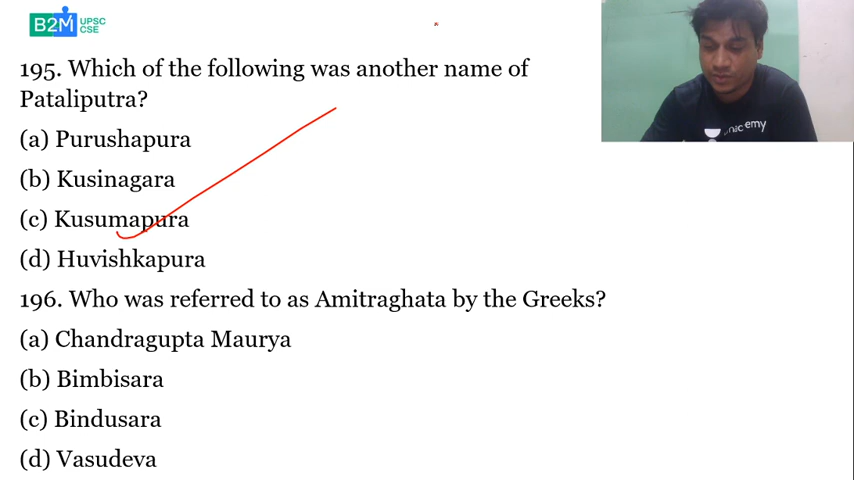 B2M UPSC
CSE
195. Which of the following was another name of
Pataliputra?
(a) Purushapura
(b) Kusinagara
(c) Kusumapura
(d) Huvishkapura
196. Who was referred to as Amitraghata by the Greeks?
(a) Chandragupta Maurya
(b) Bimbisara
(c) Bindusara
(d) Vasudeva